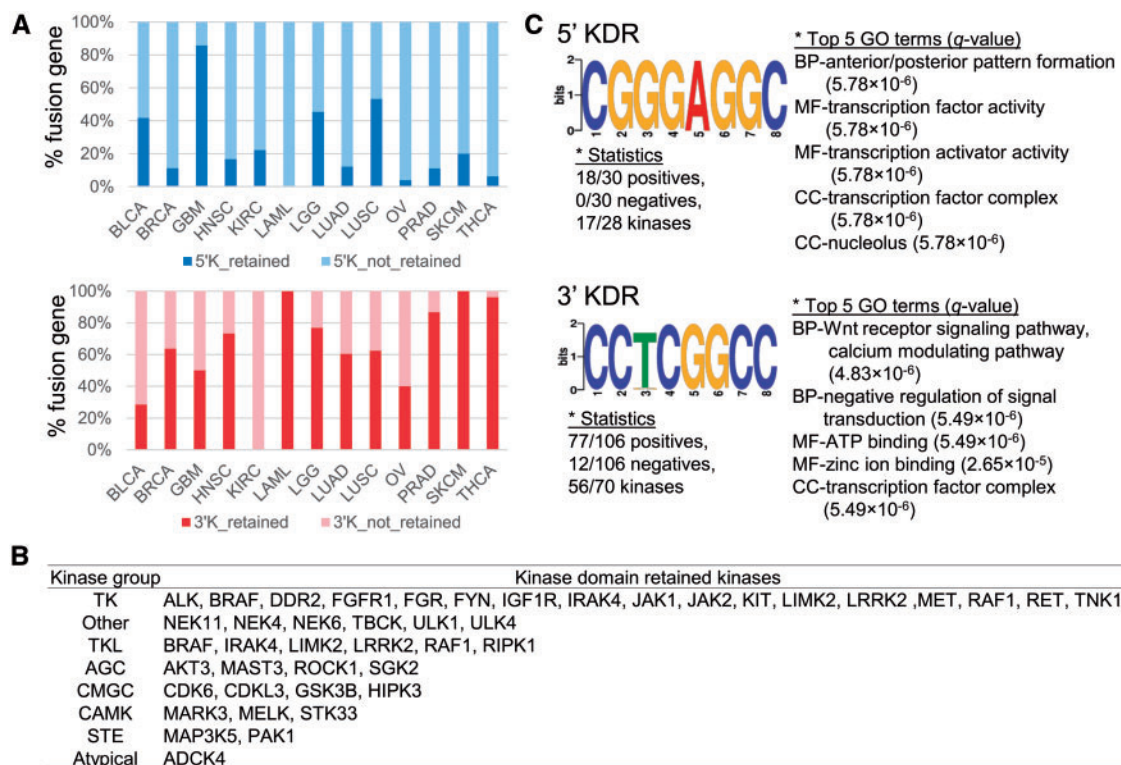 A
100%
80%
60%
40%
20%
0%
% fusion gene
BLCA
BRCA
GBM
HNSC
KIRC
LAML
LGG
LUAD
LUSC
OV
PRAD
SKCM
THCA
5'K_retained 5'K_not_retained
100%
80%
60%
40%
20%
0%
% fusion gene
BLCA
BRCA
GBM
HNSC
KIRC
LAML
LGG
LUAD
LUSC
OV
PRAD
SKCM
THCA
3'K_retained 3'K_not_retained
C
5' KDR
2
1
0
bits
CGGGAGGC
1 2 3 4 5 6 7 8
* Statistics
18/30 positives,
0/30 negatives,
17/28 kinases
* Top 5 GO terms (q-value)
BP-anterior/posterior pattern formation
(5.78×10-6)
MF-transcription factor activity
(5.78×10-6)
MF-transcription activator activity
(5.78×10-6)
CC-transcription factor complex
(5.78×10-6)
CC-nucleolus (5.78×10-6)
3' KDR
2
1
0
bits
CCTCGGCC
1 2 3 4 5 6 7 8
* Statistics
77/106 positives,
12/106 negatives,
56/70 kinases
* Top 5 GO terms (q-value)
BP-Wnt receptor signaling pathway,
calcium modulating pathway
(4.83×10-6)
BP-negative regulation of signal
transduction (5.49×10-6)
MF-ATP binding (5.49×10-6)
MF-zinc ion binding (2.65×10-5)
CC-transcription factor complex
(5.49×10-6)
B
Kinase group Kinase domain retained kinases
TK ALK, BRAF, DDR2, FGFR1, FGR, FYN, IGF1R, IRAK4, JAK1, JAK2, KIT, LIMK2, LRRK2 ,MET, RAF1, RET, TNK1
Other NEK11, NEK4, NEK6, TBCK, ULK1, ULK4
TKL BRAF, IRAK4, LIMK2, LRRK2, RAF1, RIPK1
AGC AKT3, MAST3, ROCK1, SGK2
CMGC CDK6, CDKL3, GSK3B, HIPK3
CAMK MARK3, MELK, STK33
STE MAP3K5, PAK1
Atypical ADCK4